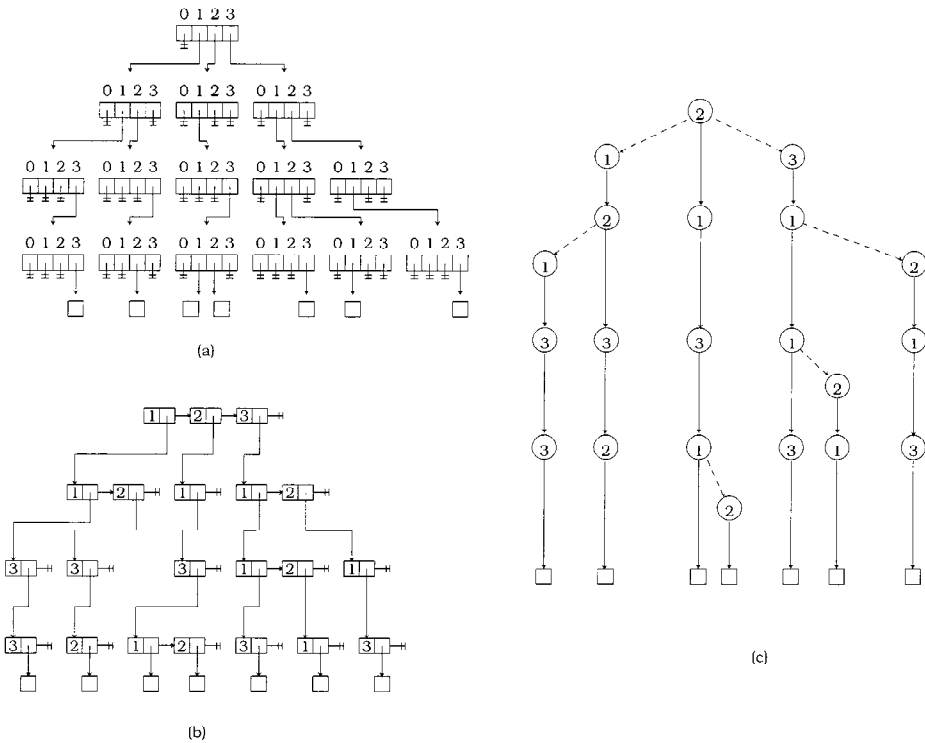 0 1 2 3
0 1 2 3 0 1 2 3 0 1 2 3
0 1 2 3 0 1 2 3 0 1 2 3 0 1 2 3 0 1 2 3
0 1 2 3 0 1 2 3 0 1 2 3 0 1 2 3 0 1 2 3 0 1 2 3
(a)
1 2 3
1 2 1 1 2
3 3 3 1 2 1
3 2 1 2 3 1 3
(b)
2
1 3
2 1 1
1 2
3 3 3 1 1
2
3 2 1 3 1 3
2
(c)